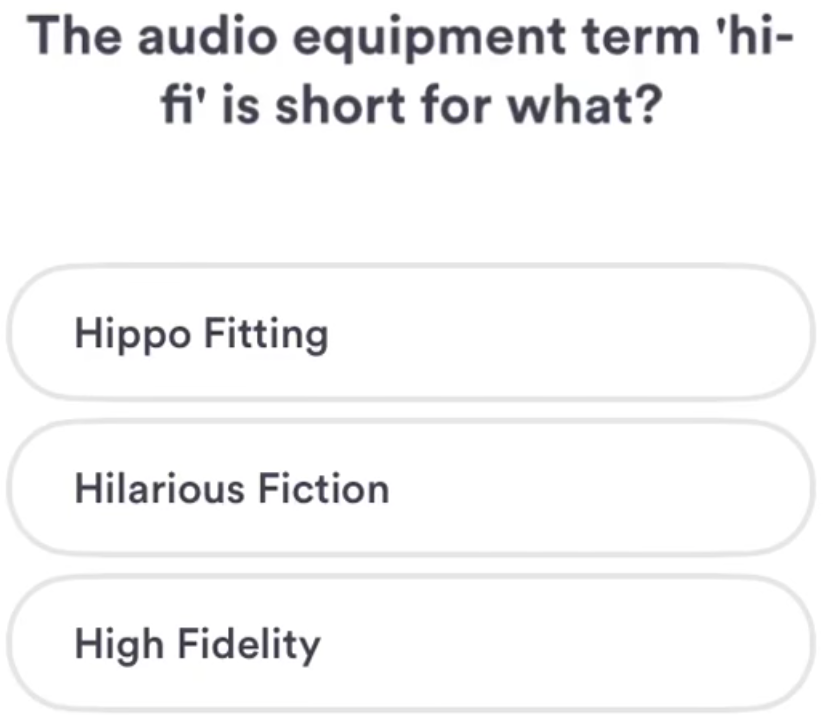 The audio equipment term 'hi-
fi' is short for what?
Hippo Fitting
Hilarious Fiction
High Fidelity